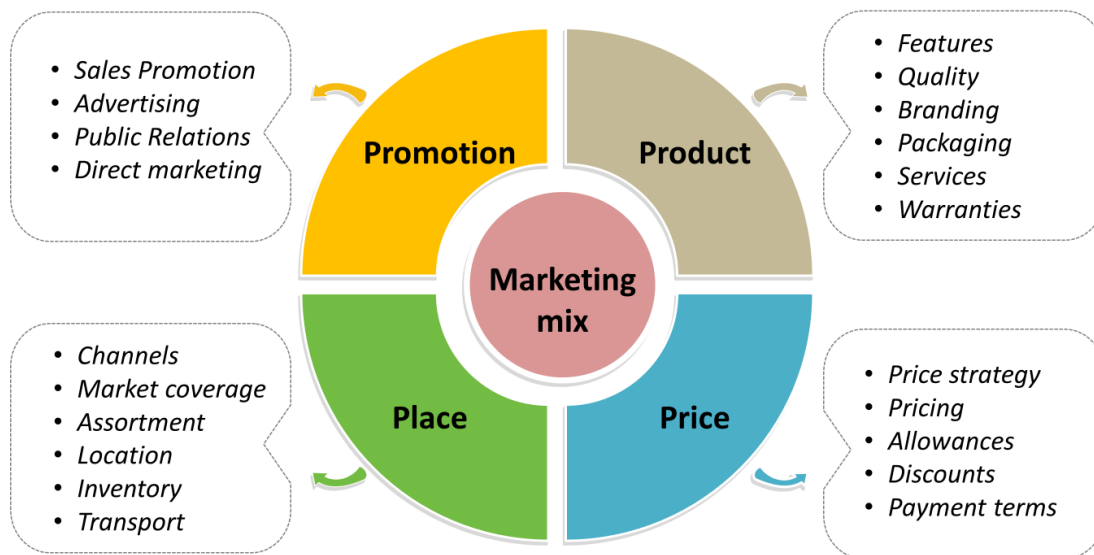 • Sales Promotion
• Advertising
• Public Relations
• Direct marketing
Promotion
Product
• Features
• Quality
• Branding
• Packaging
• Services
• Warranties
Marketing
mix
• Channels
• Market coverage
• Assortment
• Location
• Inventory
• Transport
Place
Price
• Price strategy
• Pricing
• Allowances
• Discounts
• Payment terms